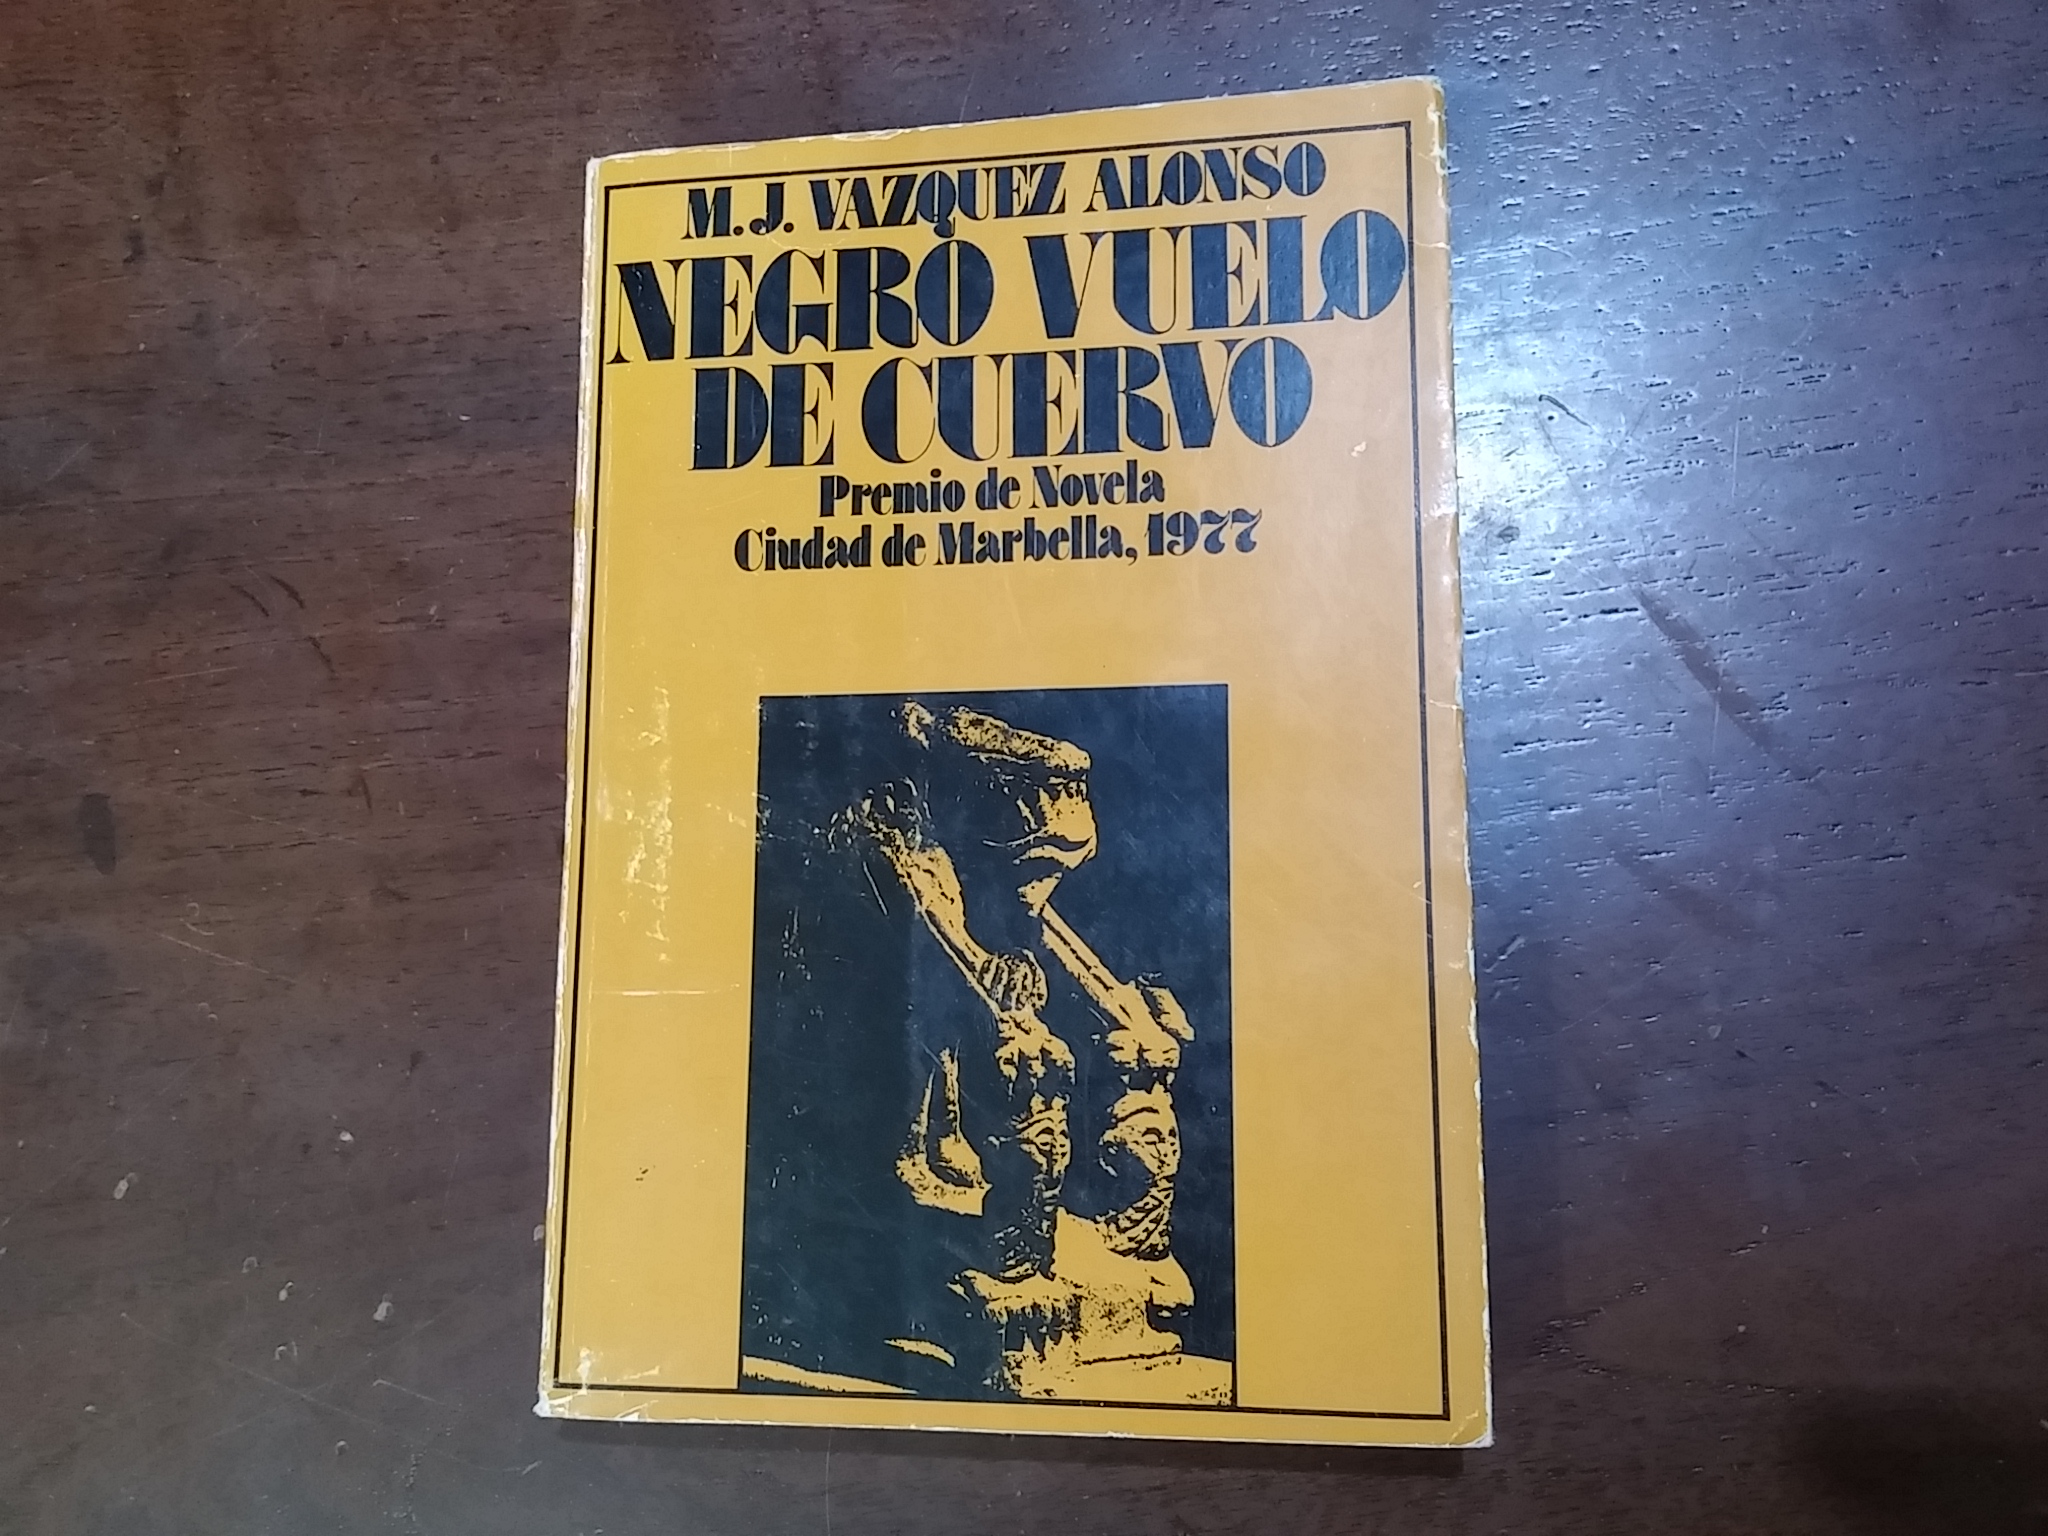 M. J. VAZQUEZ ALONSO
NEGRO VUELO
DE CUERVO
Premio de Novela
Ciudad de Marbella, 1977